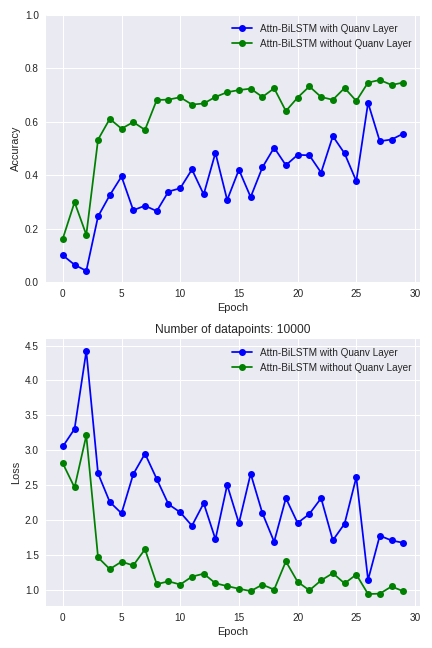 1.0
0.8
0.6
0.4
0.2
0.0
Accuracy
Attn-BiLSTM with Quanv Layer
Attn-BiLSTM without Quanv Layer
0 5 10 15 20 25 30
Epoch
Number of datapoints: 10000
4.5
4.0
3.5
3.0
2.5
2.0
1.5
1.0
Loss
Attn-BiLSTM with Quanv Layer
Attn-BiLSTM without Quanv Layer
0 5 10 15 20 25 30
Epoch